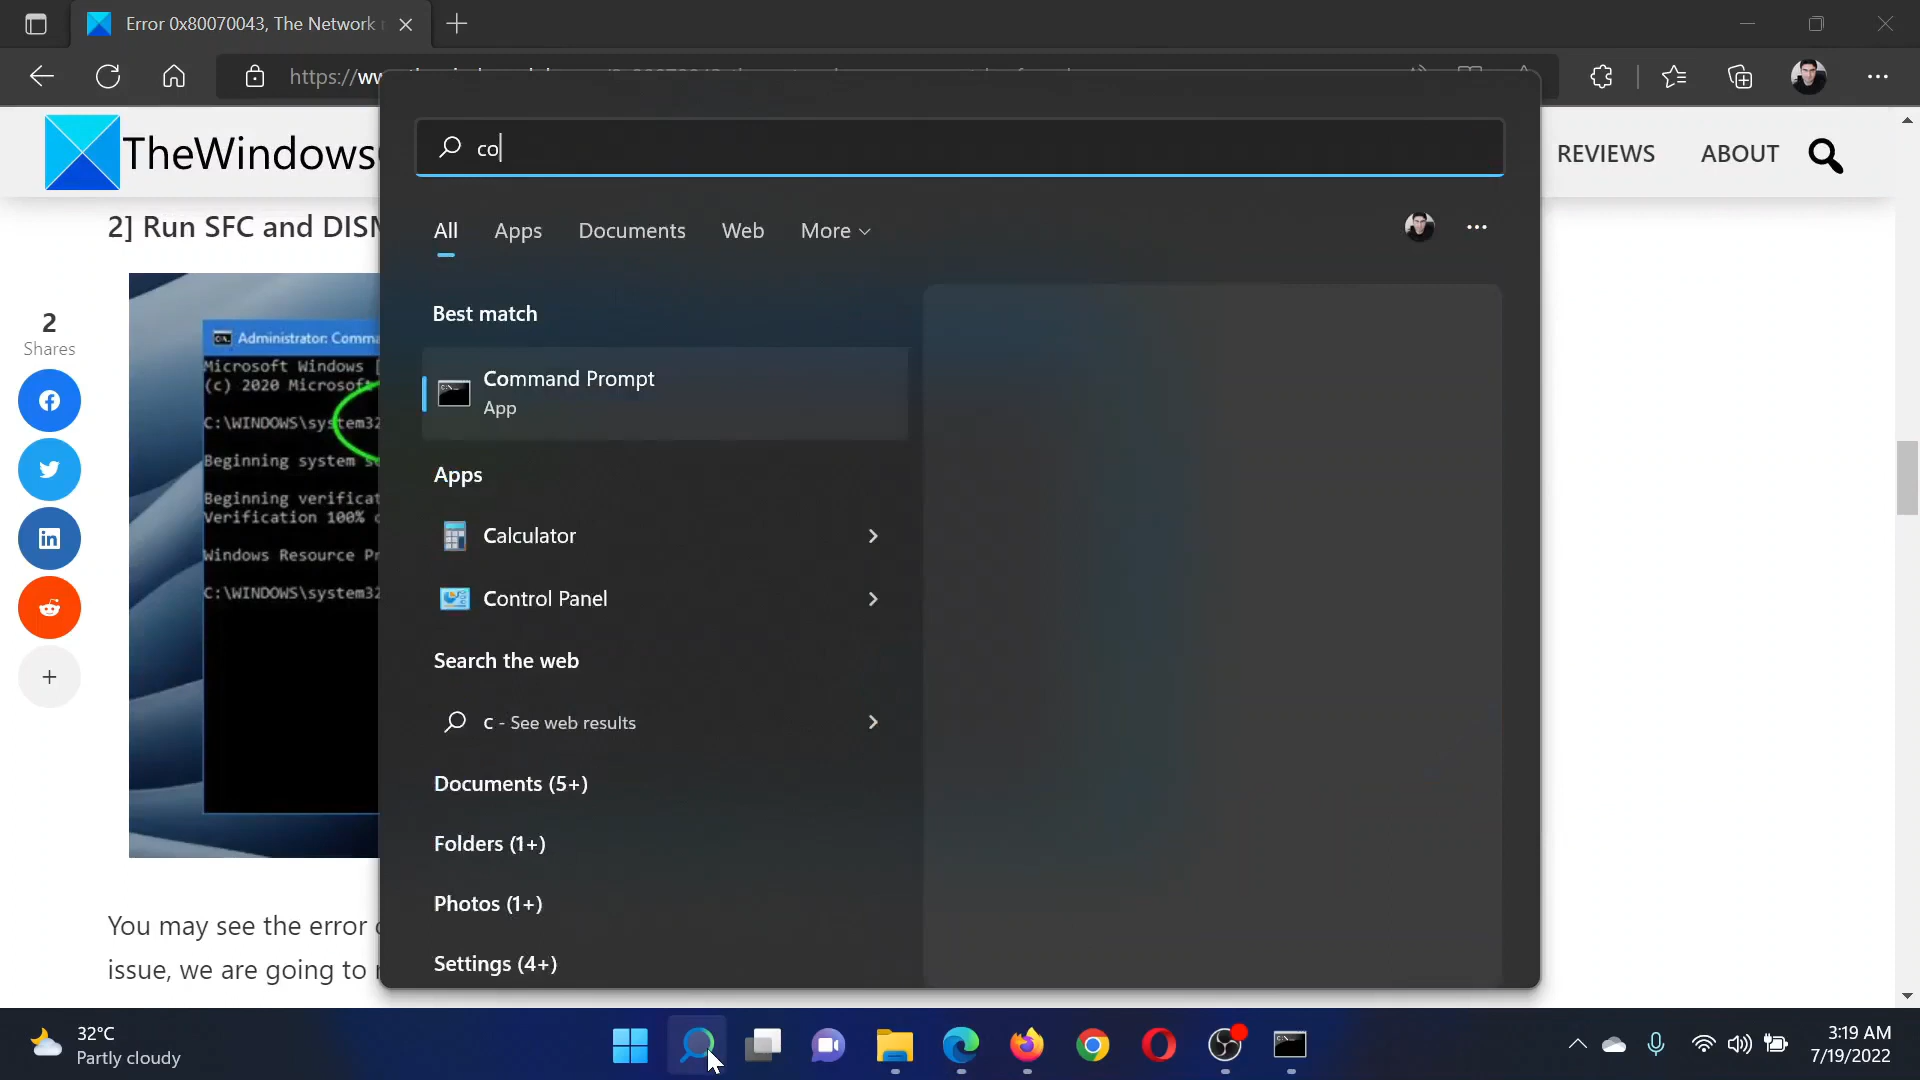 Error 0x80070043, The Network
https://ww
TheWindows
REVIEWS
ABOUT
co
All
Apps
Documents
Web
More
2] Run SFC and DISM
2
Shares
Administrator: Comma
Microsoft Windows [
(c) 2020 Microsoft
C:\WINDOWS\system32
Beginning system s
Beginning verificat
Verification 100% c
Windows Resource Pr
C:\WINDOWS\system32
You may see the error
issue, we are going to
Best match
Command Prompt
App
Apps
Calculator
Control Panel
Search the web
c - See web results
Documents (5+)
Folders (1+)
Photos (1+)
Settings (4+)
32°C
Partly cloudy
3:19 AM
7/19/2022